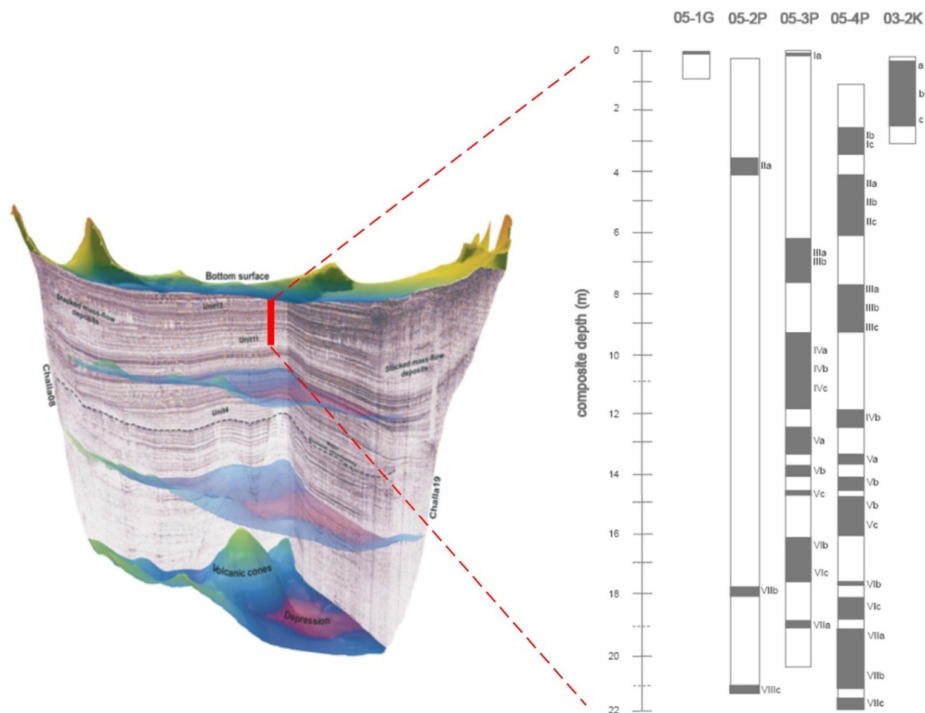 05-1G 05-2P 05-3P 05-4P 03-2K
composite depth (m)
0
2
4
6
8
10
12
14
16
18
20
22
IIa
VIIb
VIIIc
Ia
IIIa
IIIb
IVa
IVb
IVc
Va
Vb
Vc
VIb
VIc
VIIa
Ib
Ic
IIa
IIb
IIc
IIIa
IIIb
IIIc
IVb
Va
Vb
Vb
Vc
VIb
VIc
VIIa
VIIb
VIIc
a
b
c
Bottom surface
Stacked mass-flow
deposits
Stacked mass-flow
deposits
Challa08
Challa19
Volcanic cones
Depression